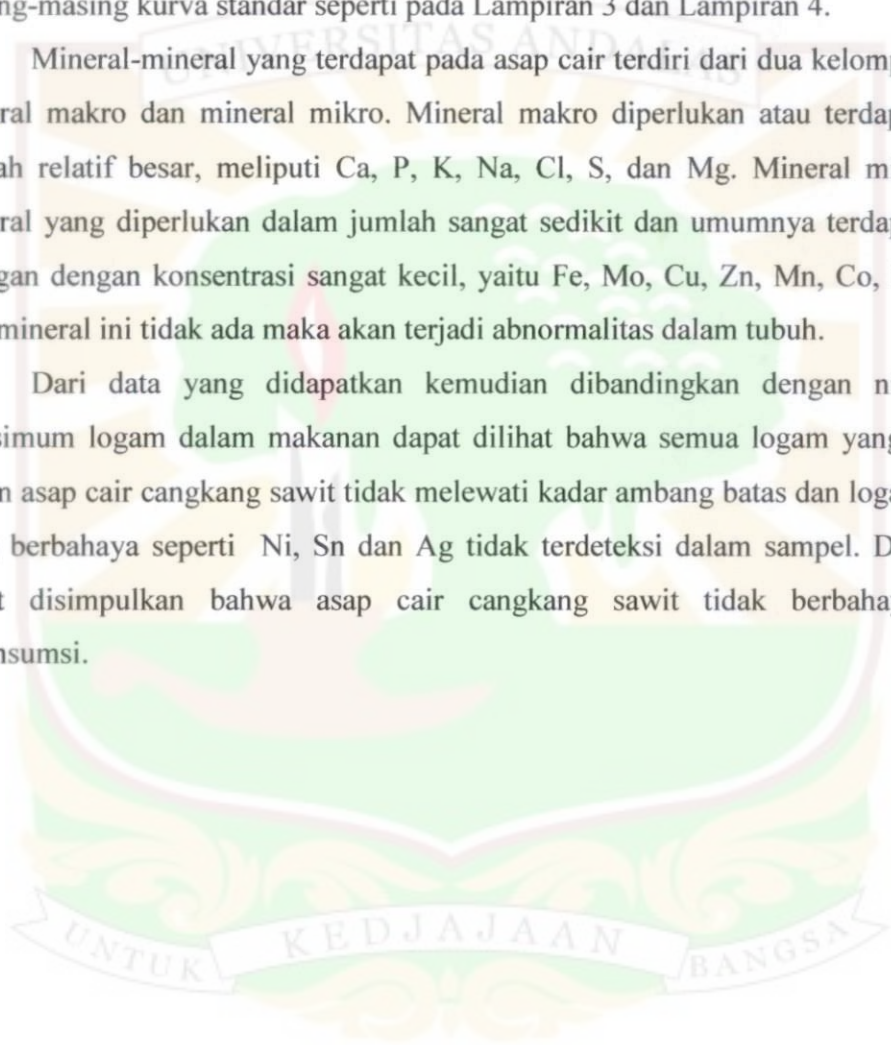 ng-masing kurva standar seperti pada Lampiran 3 dan Lampiran 4.
UNIVERSITAS ANDALAS
Mineral-mineral yang terdapat pada asap cair terdiri dari dua kelom
ral makro dan mineral mikro. Mineral makro diperlukan atau terda
ah relatif besar, meliputi Ca, P, K, Na, Cl, S, dan Mg. Mineral m
ral yang diperlukan dalam jumlah sangat sedikit dan umumnya terda
gan dengan konsentrasi sangat kecil, yaitu Fe, Mo, Cu, Zn, Mn, Co,
mineral ini tidak ada maka akan terjadi abnormalitas dalam tubuh.
Dari data yang didapatkan kemudian dibandingkan dengan n
simum logam dalam makanan dapat dilihat bahwa semua logam yang
n asap cair cangkang sawit tidak melewati kadar ambang batas dan loga
berbahaya seperti Ni, Sn dan Ag tidak terdeteksi dalam sampel. D
t disimpulkan bahwa asap cair cangkang sawit tidak berbaha
nsumsi.
UNTUK KEDJAJAAN BANGSA